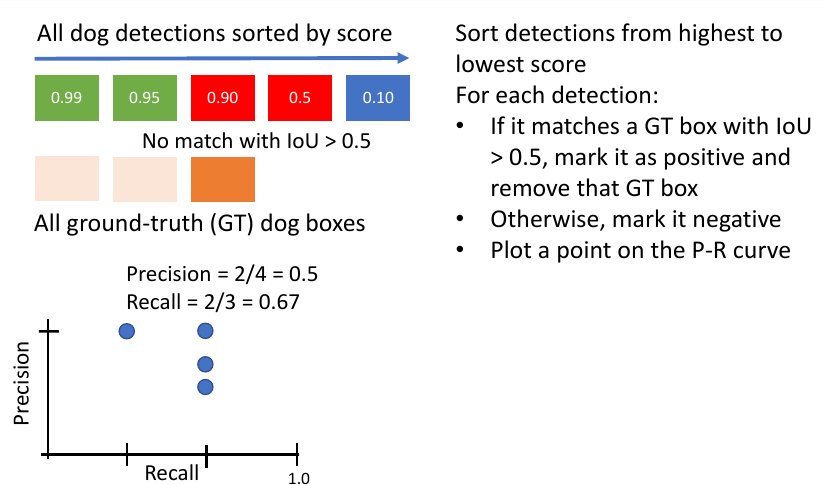 All dog detections sorted by score
0.99 0.95 0.90 0.5 0.10
No match with IoU > 0.5
All ground-truth (GT) dog boxes
Precision = 2/4 = 0.5
Recall = 2/3 = 0.67
Precision
Recall
1.0
Sort detections from highest to
lowest score
For each detection:
• If it matches a GT box with IoU
> 0.5, mark it as positive and
remove that GT box
• Otherwise, mark it negative
• Plot a point on the P-R curve